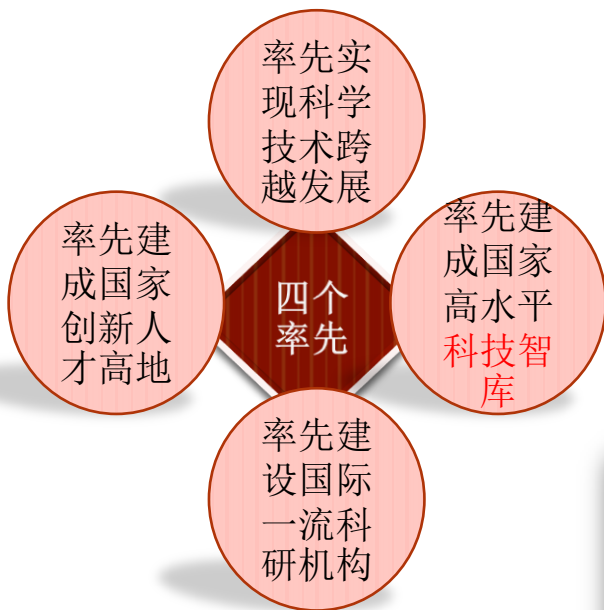 率先实
现科学
技术跨
越发展
率先建
成国家
创新人
才高地
四个
率先
率先建
成国家
高水平
科技智
库
率先建
设国际
一流科
研机构